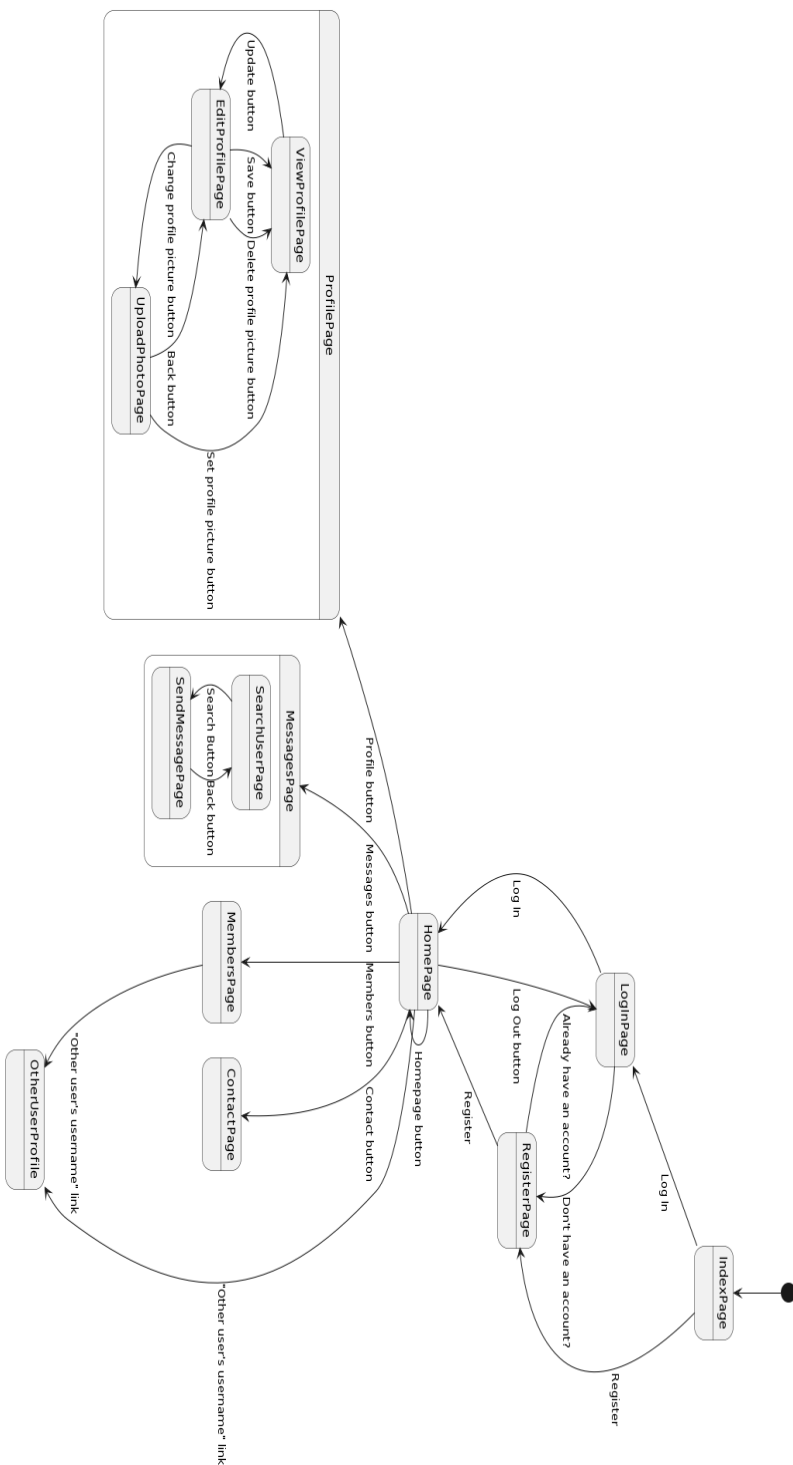 IndexPage
Log In
Register
LogInPage
Already have an account?
Don't have an account?
RegisterPage
Log In
Log Out button
Register
HomePage
Homepage button
Profile button
Messages button
Members button
Contact button
ProfilePage
ViewProfilePage
Update button
Save button
Delete profile picture button
EditProfilePage
Set profile picture button
Change profile picture button
Back button
UploadPhotoPage
MessagesPage
SearchUserPage
Search Button
Back button
SendMessagePage
MembersPage
ContactPage
"Other user's username" link
"Other user's username" link
OtherUserProfile